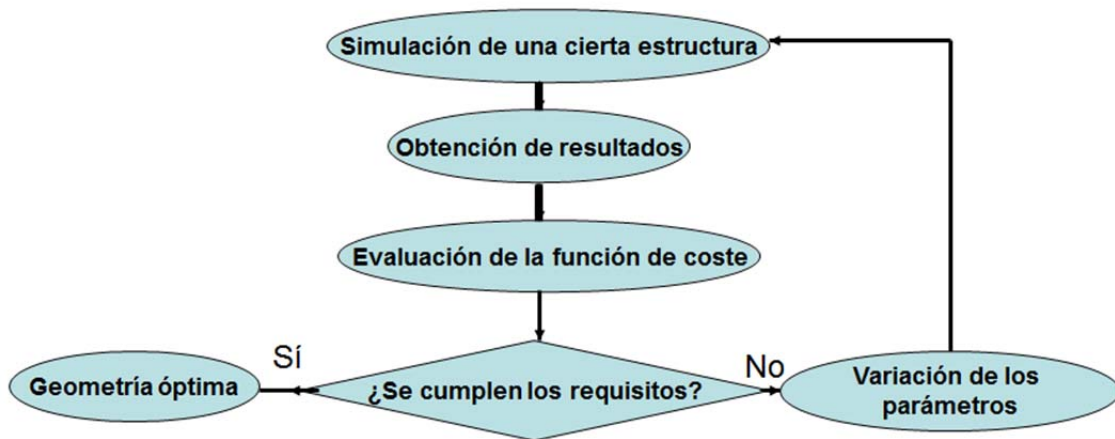 Simulación de una cierta estructura
Obtención de resultados
Evaluación de la función de coste
Sí
No
Geometría óptima
¿Se cumplen los requisitos?
Variación de los
parámetros